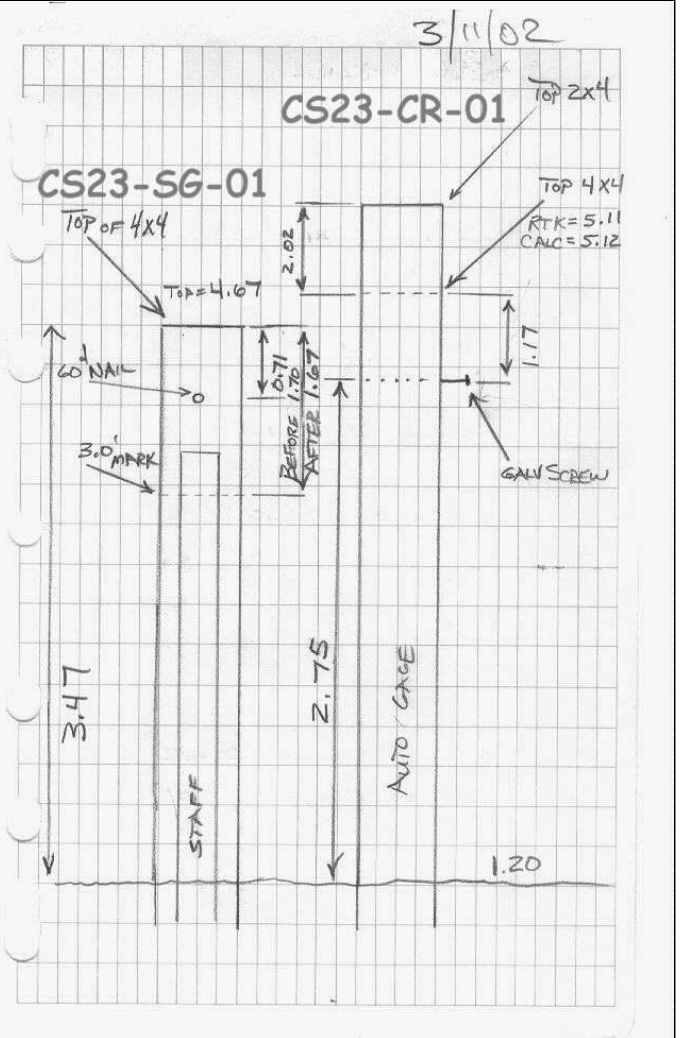 3/11/02
TOP 2x4
CS23-CR-01
CS23-SG-01
TOP 4x4
RTK=5.11
CALC=5.12
TOP OF 4x4
2.02
TOP=4.67
1.17
0.71
60d NAIL
BEFORE 1.70
AFTER 1.69
3.0' MARK
GALV SCREW
3.47
2.75
AUTO GAGE
STAFF
1.20